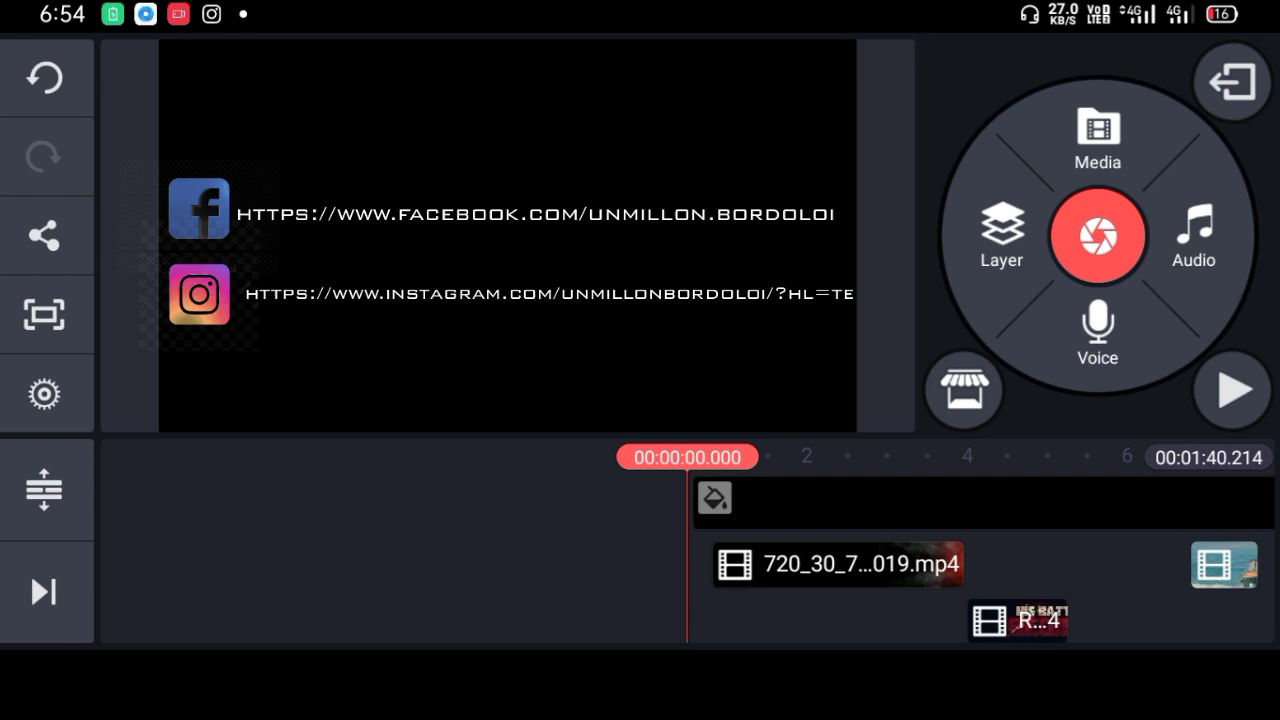 6:54
27.0 KB/S
VoD LTE2
4G
4G
16
HTTPS://WWW.FACEBOOK.COM/UNMILLON.BORDOLOI
HTTPS://WWW.INSTAGRAM.COM/UNMILLONBORDOLOI/?HL=TE
Media
Layer
Audio
Voice
00:00:00.000
2
4
6
00:01:40.214
720_30_7...019.mp4
R...4